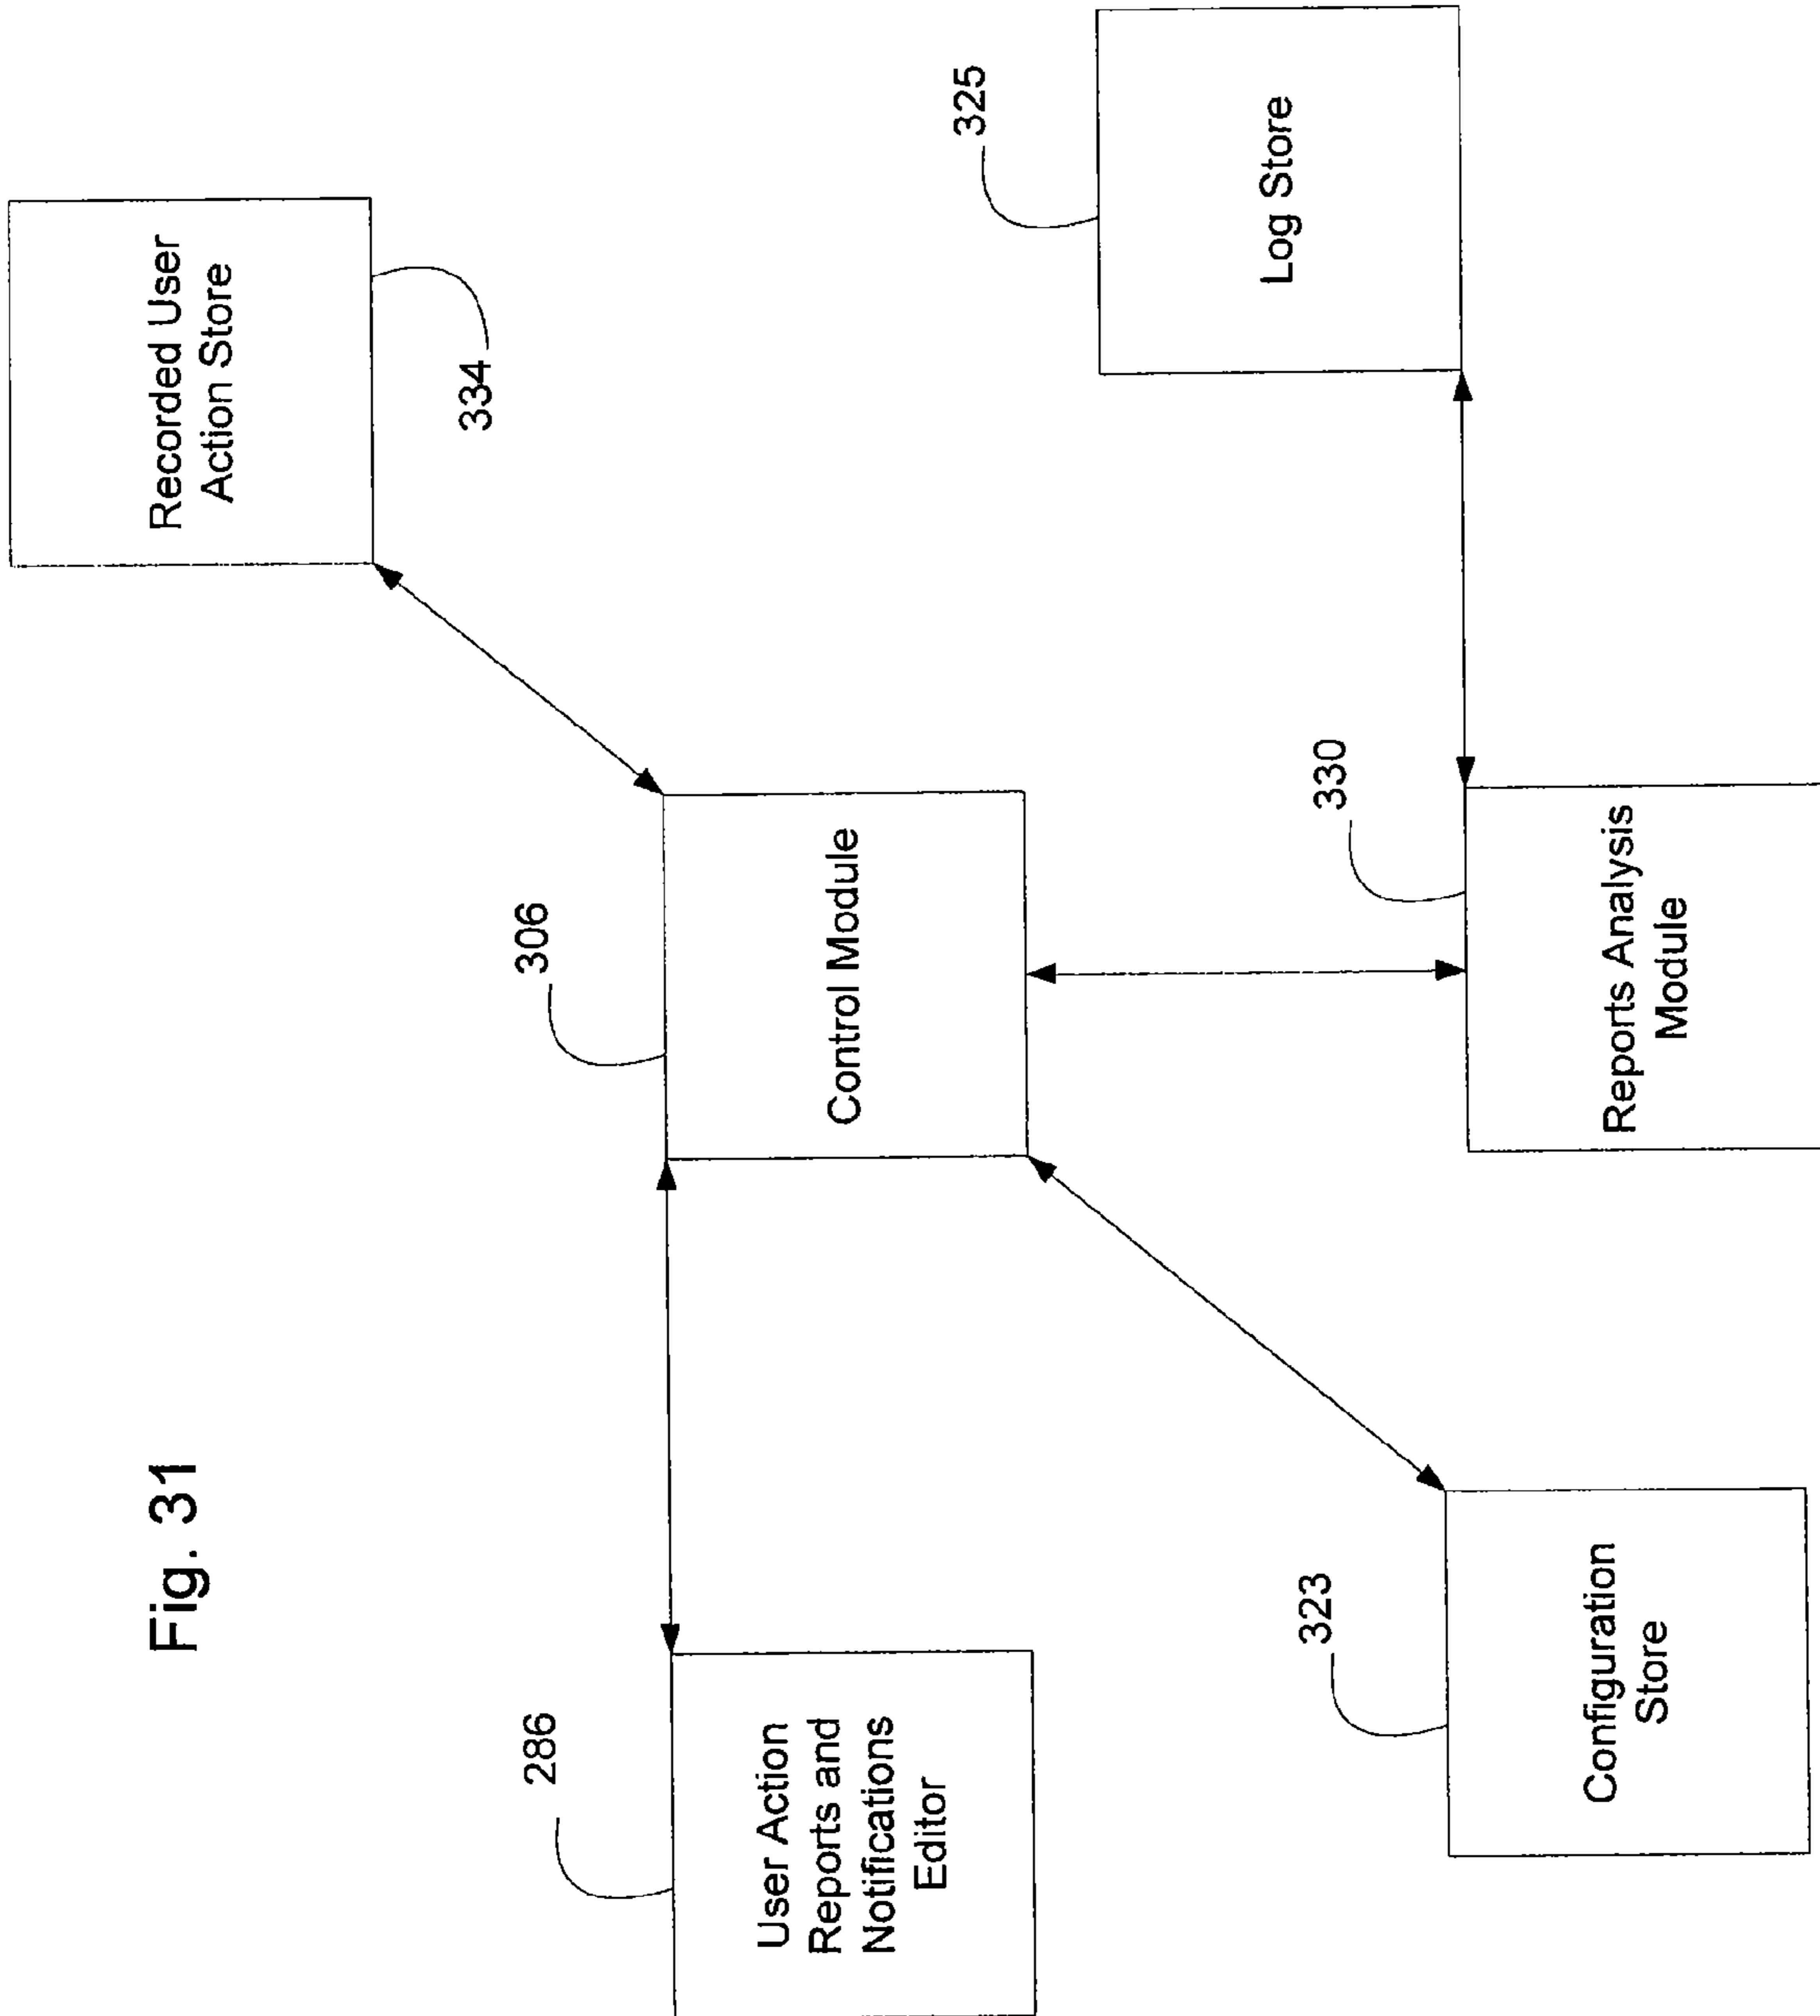 Fig. 31
286
User Action
Reports and
Notifications
Editor
306
Control Module
334
Recorded User
Action Store
323
Configuration
Store
330
Reports Analysis
Module
325
Log Store